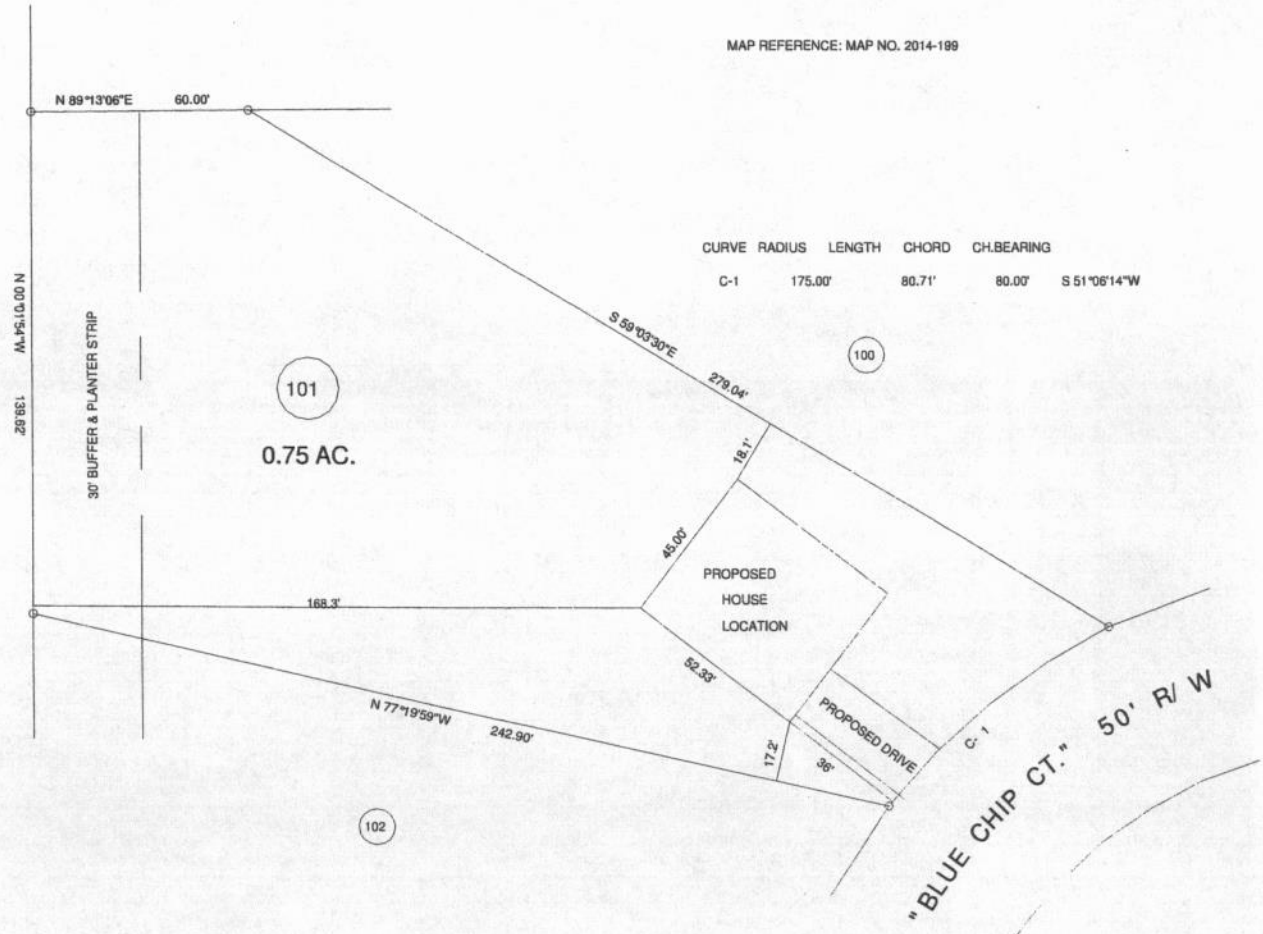 MAP REFERENCE: MAP NO. 2014-199
N 89°13'06"E 60.00'
CURVE RADIUS LENGTH CHORD CH.BEARING
C-1 175.00' 80.71' 80.00' S 51°06'14"W
N 00°01'54"W 139.62'
30' BUFFER & PLANTER STRIP
101
0.75 AC.
S 59°03'30"E
279.04'
100
18.1'
45.00'
PROPOSED
HOUSE
LOCATION
168.3'
52.33'
N 77°19'59"W
242.90'
17.2'
PROPOSED DRIVE
36'
C- 1
"BLUE CHIP CT." 50' R/ W
102